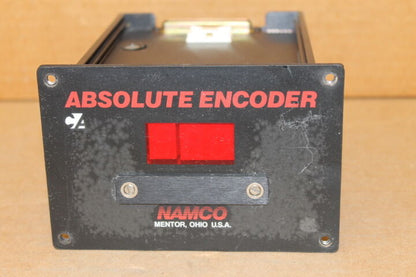 ABSOLUTE ENCODER
NAMCO
MENTOR, OHIO U.S.A.